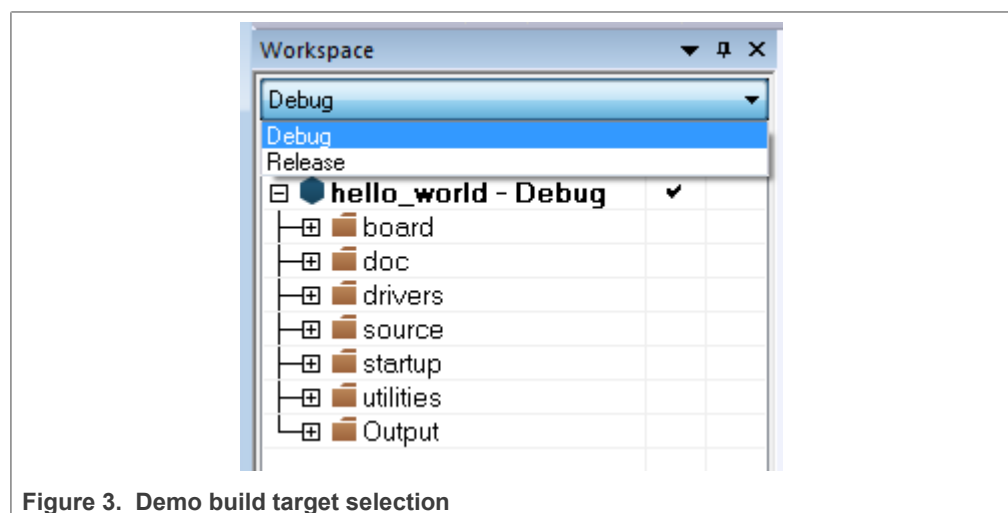 Workspace
Debug
Debug
Release
hello_world - Debug
board
doc
drivers
source
startup
utilities
Output
Figure 3. Demo build target selection